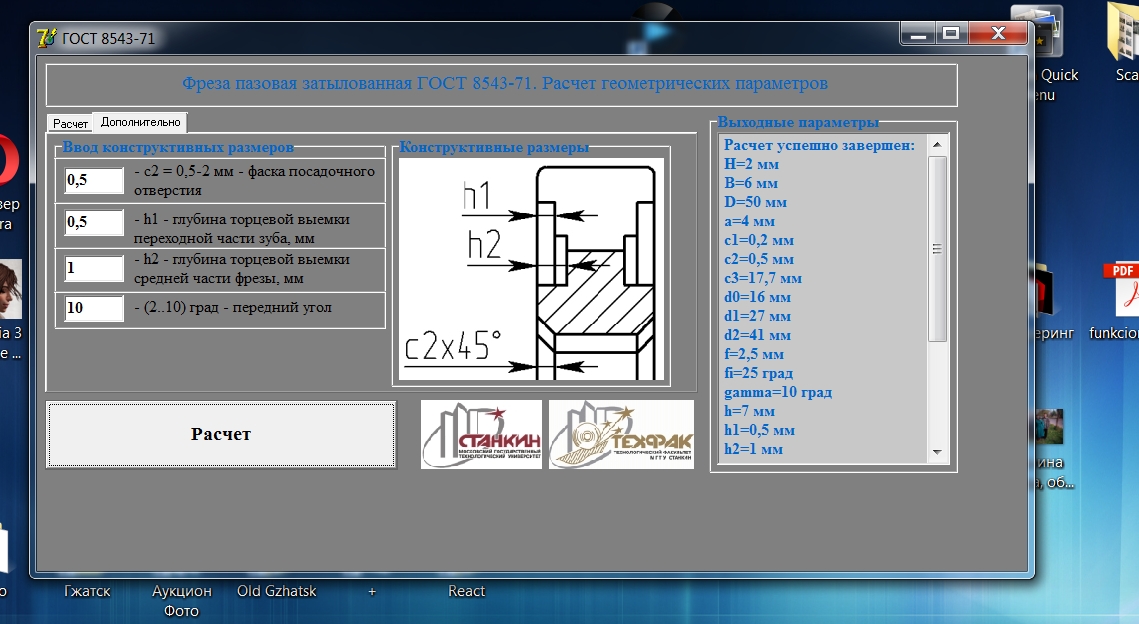 ГОСТ 8543-71
Фреза пазовая затылованная ГОСТ 8543-71. Расчет геометрических параметров
Расчет
Дополнительно
Ввод конструктивных размеров
0,5
- c2 = 0,5-2 мм - фаска посадочного
отверстия
0,5
- h1 - глубина торцевой выемки
переходной части зуба, мм
1
- h2 - глубина торцевой выемки
средней части фрезы, мм
10
- (2..10) град - передний угол
Конструктивные размеры
h1
h2
c2x45°
Выходные параметры
Расчет успешно завершен:
H=2 мм
B=6 мм
D=50 мм
a=4 мм
c1=0,2 мм
c2=0,5 мм
c3=17,7 мм
d0=16 мм
d1=27 мм
d2=41 мм
f=2,5 мм
fi=25 град
gamma=10 град
h=7 мм
h1=0,5 мм
h2=1 мм
Расчет
СТАНКИН
МОСКОВСКИЙ ГОСУДАРСТВЕННЫЙ
ТЕХНОЛОГИЧЕСКИЙ УНИВЕРСИТЕТ
ТЕХФАК
ТЕХНОЛОГИЧЕСКИЙ ФАКУЛЬТЕТ
МГТУ СТАНКИН
Quick
enu
Sca
PDF
еринг
funkcion
ина
а, об...
вер
ra
ia 3
e ...
o
Гжатск
Аукцион
Фото
Old Gzhatsk
+
React